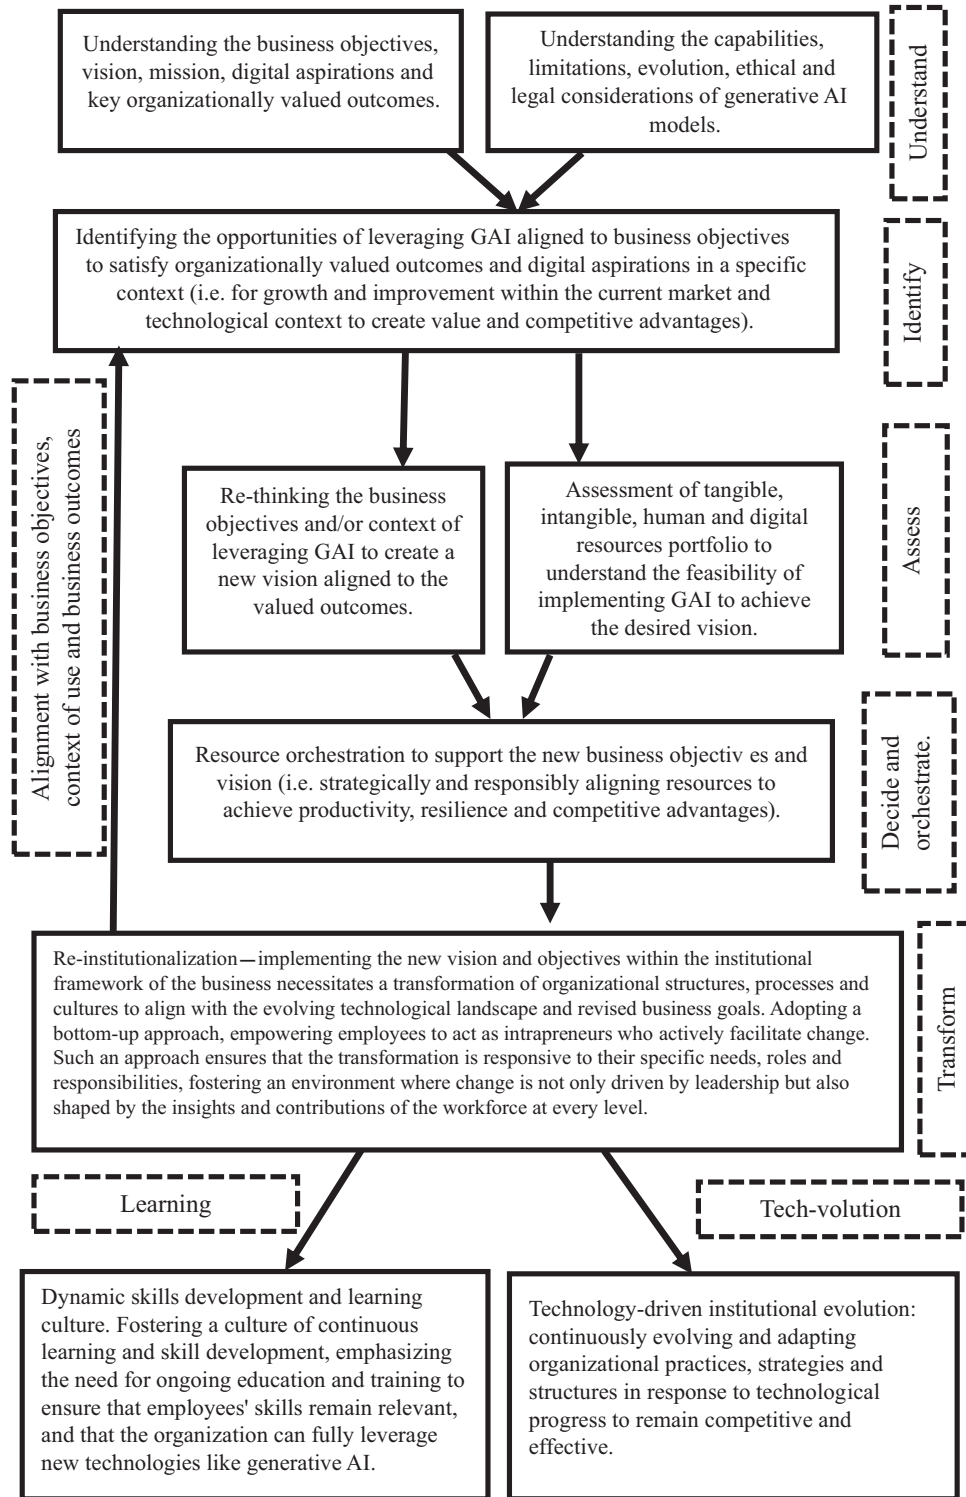 Understanding the business objectives,
vision, mission, digital aspirations and
key organizationally valued outcomes.
Understanding the capabilities,
limitations, evolution, ethical and
legal considerations of generative AI
models.
Understand
Identifying the opportunities of leveraging GAI aligned to business objectives
to satisfy organizationally valued outcomes and digital aspirations in a specific
context (i.e. for growth and improvement within the current market and
technological context to create value and competitive advantages).
Identify
Alignment with business objectives,
context of use and business outcomes
Re-thinking the business
objectives and/or context of
leveraging GAI to create a
new vision aligned to the
valued outcomes.
Assessment of tangible,
intangible, human and digital
resources portfolio to
understand the feasibility of
implementing GAI to achieve
the desired vision.
Assess
Resource orchestration to support the new business objectiv es and
vision (i.e. strategically and responsibly aligning resources to
achieve productivity, resilience and competitive advantages).
Decide and
orchestrate.
Re-institutionalization—implementing the new vision and objectives within the institutional
framework of the business necessitates a transformation of organizational structures, processes and
cultures to align with the evolving technological landscape and revised business goals. Adopting a
bottom-up approach, empowering employees to act as intrapreneurs who actively facilitate change.
Such an approach ensures that the transformation is responsive to their specific needs, roles and
responsibilities, fostering an environment where change is not only driven by leadership but also
shaped by the insights and contributions of the workforce at every level.
Transform
Learning
Tech-volution
Dynamic skills development and learning
culture. Fostering a culture of continuous
learning and skill development, emphasizing
the need for ongoing education and training to
ensure that employees' skills remain relevant,
and that the organization can fully leverage
new technologies like generative AI.
Technology-driven institutional evolution:
continuously evolving and adapting
organizational practices, strategies and
structures in response to technological
progress to remain competitive and
effective.